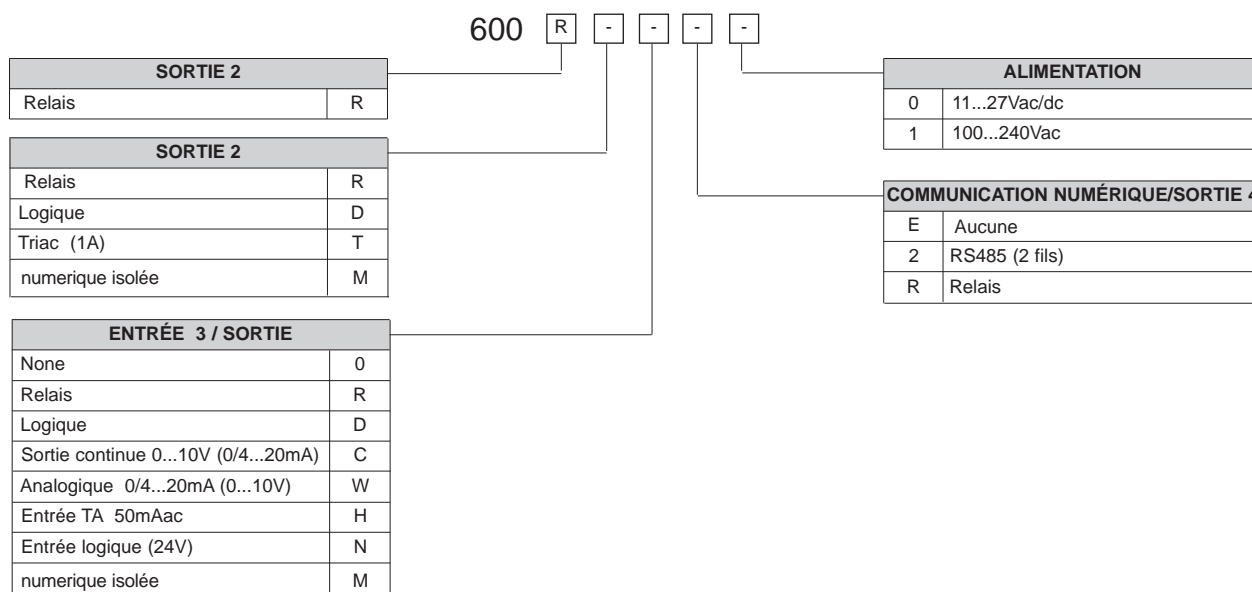 600 R - - - -
SORTIE 2
Relais R
SORTIE 2
Relais R
Logique D
Triac (1A) T
numerique isolée M
ENTRÉE 3 / SORTIE
None 0
Relais R
Logique D
Sortie continue 0...10V (0/4...20mA) C
Analogique 0/4...20mA (0...10V) W
Entrée TA 50mAac H
Entrée logique (24V) N
numerique isolée M
ALIMENTATION
0 11...27Vac/dc
1 100...240Vac
COMMUNICATION NUMÉRIQUE/SORTIE 4
E Aucune
2 RS485 (2 fils)
R Relais